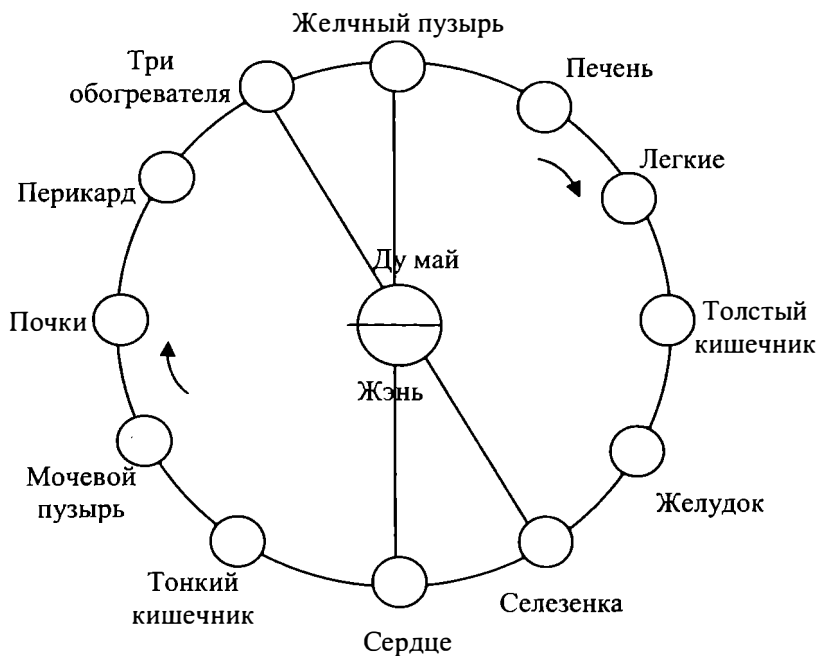 Желчный пузырь
Печень
Легкие
Толстый
кишечник
Желудок
Селезенка
Сердце
Тонкий
кишечник
Мочевой
пузырь
Почки
Перикард
Три
обогревателя
Ду май
Жэнь